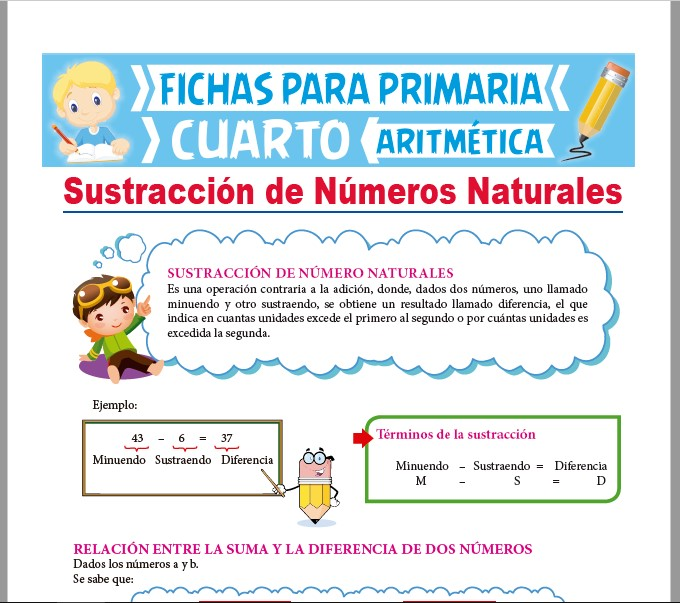 FICHAS PARA PRIMARIA
CUARTO ARITMÉTICA
Sustracción de Números Naturales
SUSTRACCIÓN DE NÚMERO NATURALES
Es una operación contraria a la adición, donde, dados dos números, uno llamado
minuendo y otro sustraendo, se obtiene un resultado llamado diferencia, el que
indica en cuantas unidades excede el primero al segundo o por cuántas unidades es
excedida la segunda.
Ejemplo:
43 – 6 = 37
Minuendo Sustraendo Diferencia
Términos de la sustracción
Minuendo – Sustraendo = Diferencia
M – S = D
RELACIÓN ENTRE LA SUMA Y LA DIFERENCIA DE DOS NÚMEROS
Dados los números a y b.
Se sabe que: